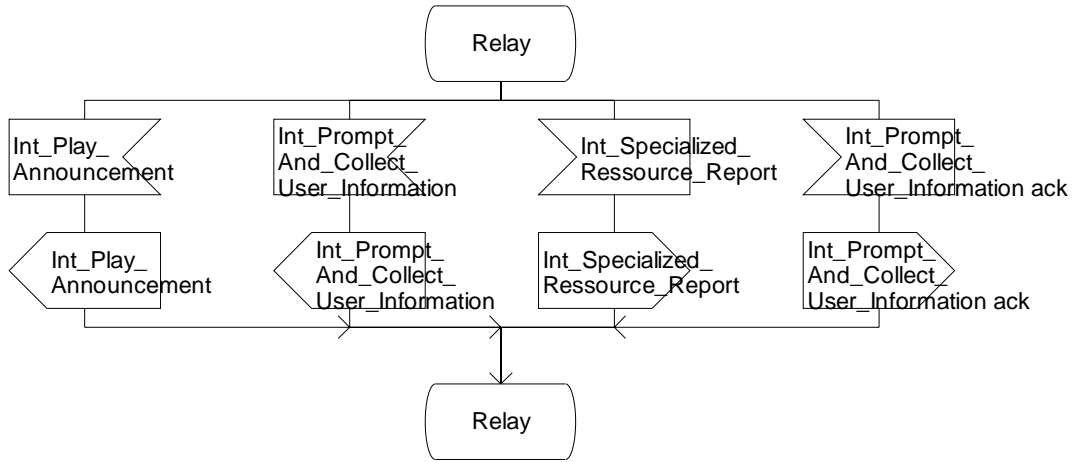 Relay
Int_Play_
Announcement
Int_Prompt_
And_Collect_
User_Information
Int_Specialized_
Ressource_Report
Int_Prompt_
And_Collect_
User_Information ack
Int_Play_
Announcement
Int_Prompt_
And_Collect_
User_Information
Int_Specialized_
Ressource_Report
Int_Prompt_
And_Collect_
User_Information ack
Relay